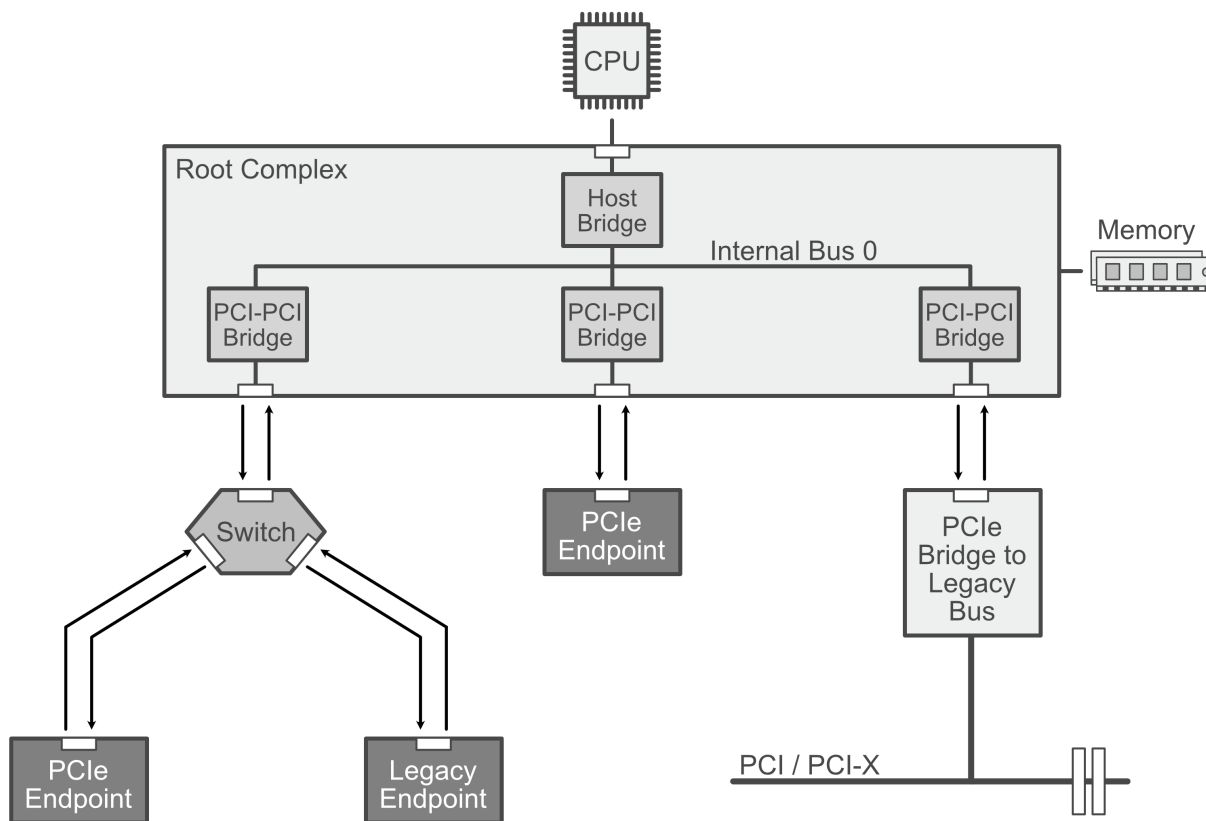 CPU
Root Complex
Host
Bridge
Internal Bus 0
Memory
PCI-PCI
Bridge
PCI-PCI
Bridge
PCI-PCI
Bridge
Switch
PCIe
Endpoint
PCIe
Bridge to
Legacy
Bus
PCIe
Endpoint
Legacy
Endpoint
PCI / PCI-X